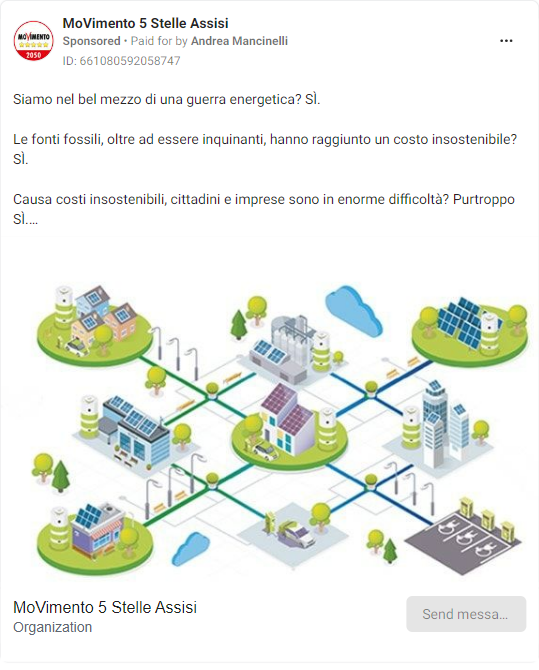 MoVimento 5 Stelle Assisi
Sponsored • Paid for by Andrea Mancinelli
ID: 661080592058747
MOVIMENTO
2050
Siamo nel bel mezzo di una guerra energetica? SÌ.
Le fonti fossili, oltre ad essere inquinanti, hanno raggiunto un costo insostenibile?
SÌ.
Causa costi insostenibili, cittadini e imprese sono in enorme difficoltà? Purtroppo
SÌ....
MoVimento 5 Stelle Assisi
Organization
Send messa...